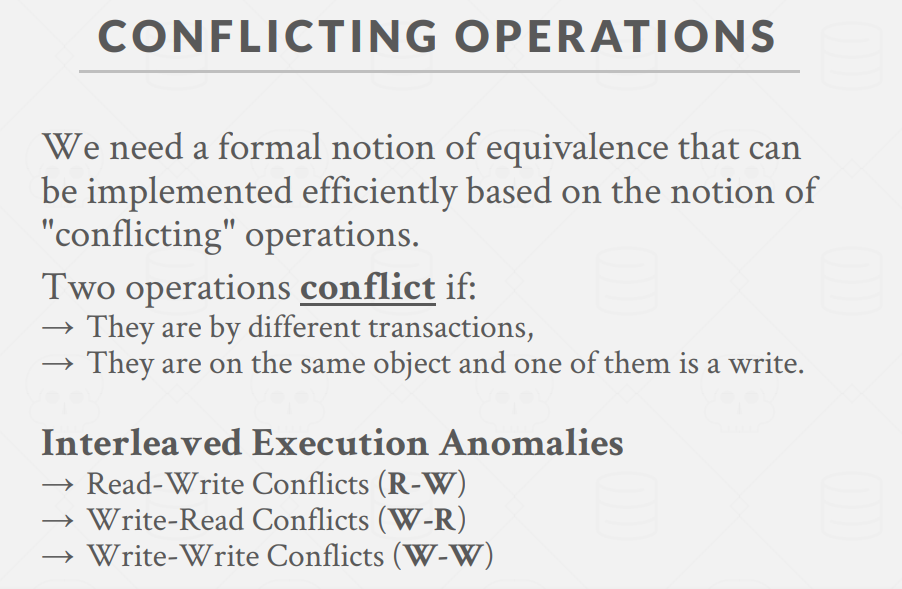 CONFLICTING OPERATIONS
We need a formal notion of equivalence that can
be implemented efficiently based on the notion of
"conflicting" operations.
Two operations conflict if:
→ They are by different transactions,
→ They are on the same object and one of them is a write.
Interleaved Execution Anomalies
→ Read-Write Conflicts (R-W)
→ Write-Read Conflicts (W-R)
→ Write-Write Conflicts (W-W)